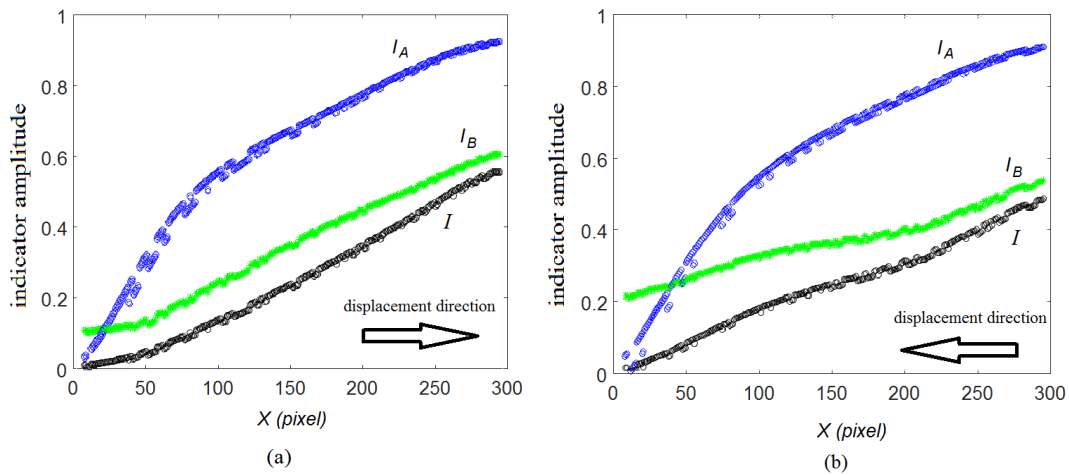 1
0.8
0.6
0.4
0.2
0
indicator amplitude
I_A
I_B
I
displacement direction
0 50 100 150 200 250 300
X (pixel)
(a)
1
0.8
0.6
0.4
0.2
0
indicator amplitude
I_A
I_B
I
displacement direction
0 50 100 150 200 250 300
X (pixel)
(b)